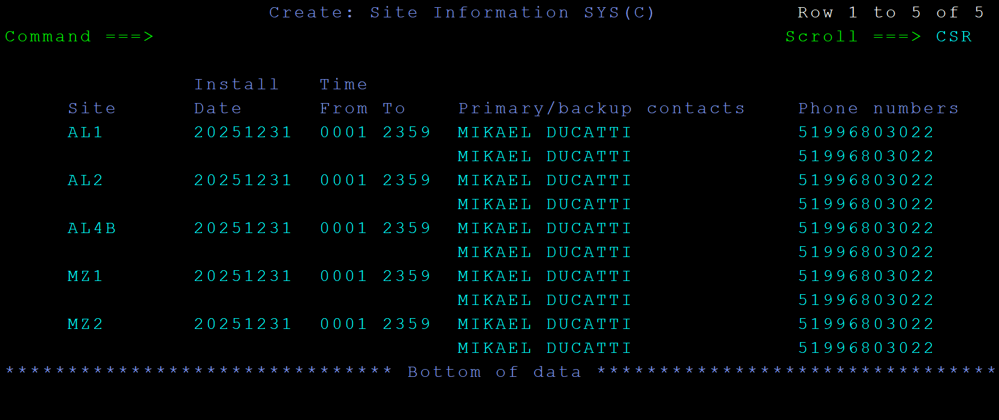 Create: Site Information SYS(C) Row 1 to 5 of 5
Command ===> Scroll ===> CSR
Install Time
Site Date From To Primary/backup contacts Phone numbers
AL1 20251231 0001 2359 MIKAEL DUCATTI 51996803022
MIKAEL DUCATTI 51996803022
AL2 20251231 0001 2359 MIKAEL DUCATTI 51996803022
MIKAEL DUCATTI 51996803022
AL4B 20251231 0001 2359 MIKAEL DUCATTI 51996803022
MIKAEL DUCATTI 51996803022
MZ1 20251231 0001 2359 MIKAEL DUCATTI 51996803022
MIKAEL DUCATTI 51996803022
MZ2 20251231 0001 2359 MIKAEL DUCATTI 51996803022
MIKAEL DUCATTI 51996803022
******************************* Bottom of data ********************************